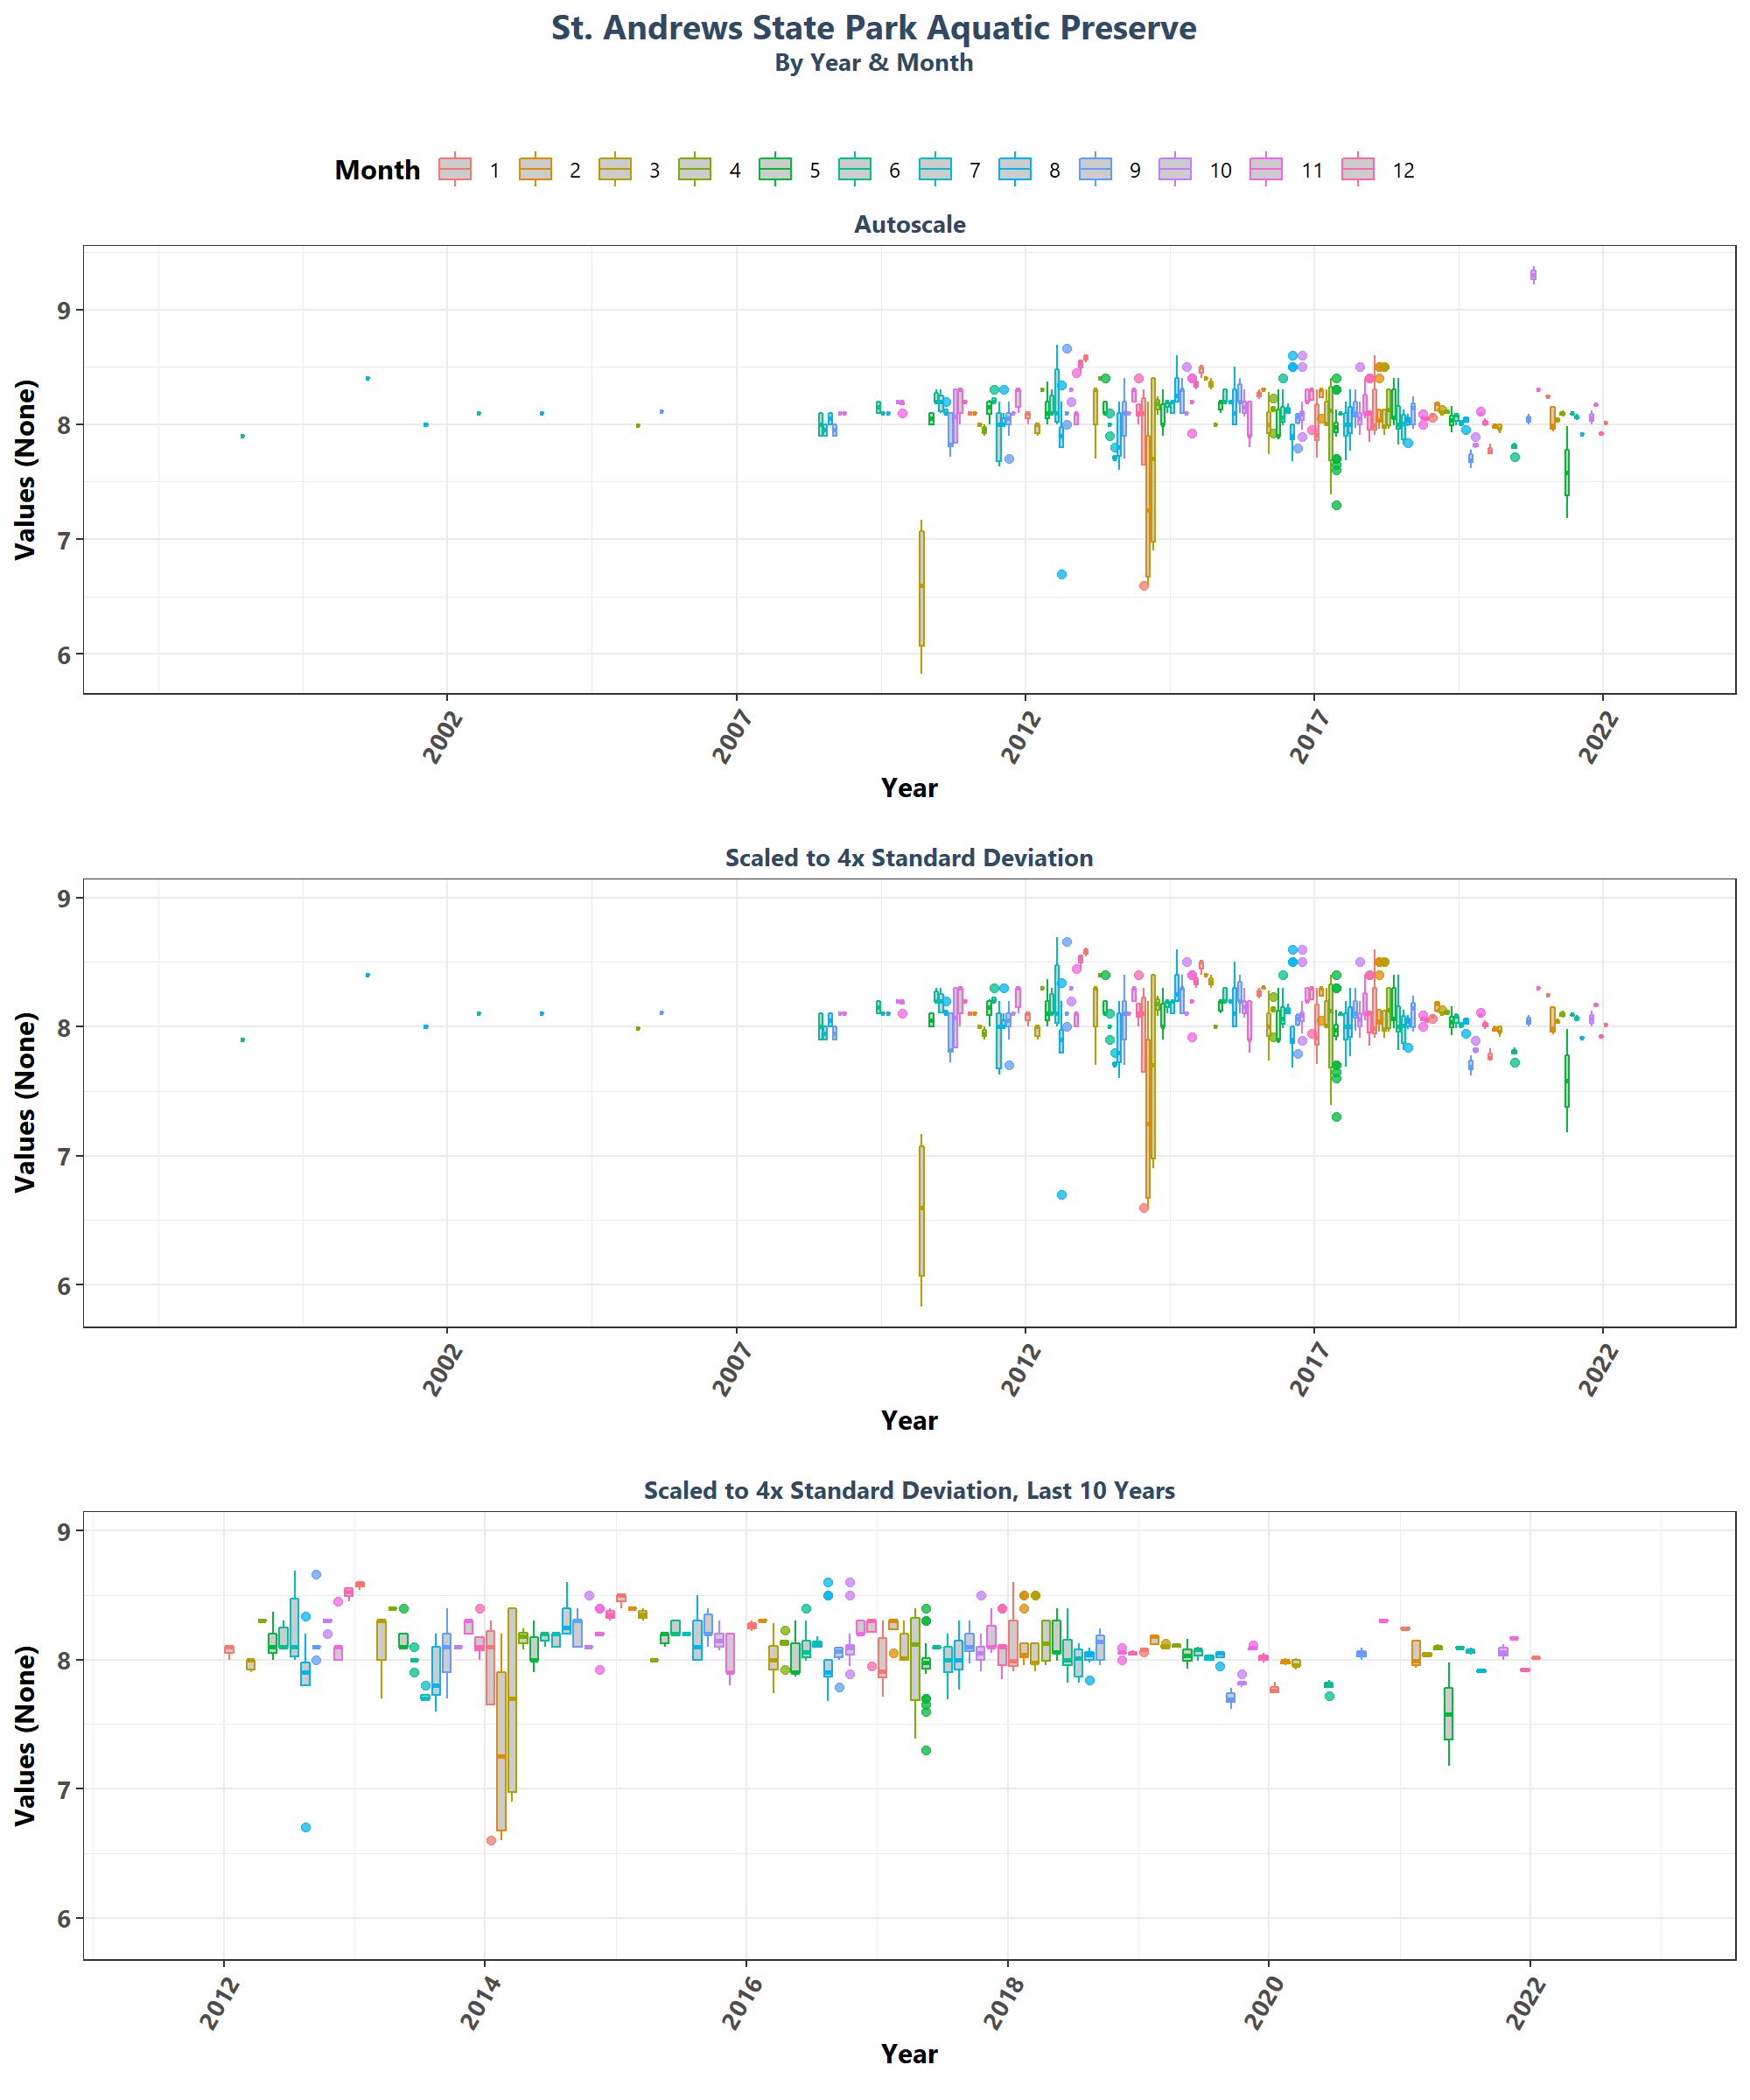 St. Andrews State Park Aquatic Preserve
By Year & Month
Month 1 2 3 4 5 6 7 8 9 10 11 12
Autoscale
Values (None)
9
8
7
6
2002 2007 2012 2017 2022
Year
Scaled to 4x Standard Deviation
Values (None)
9
8
7
6
2002 2007 2012 2017 2022
Year
Scaled to 4x Standard Deviation, Last 10 Years
Values (None)
9
8
7
6
2012 2014 2016 2018 2020 2022
Year